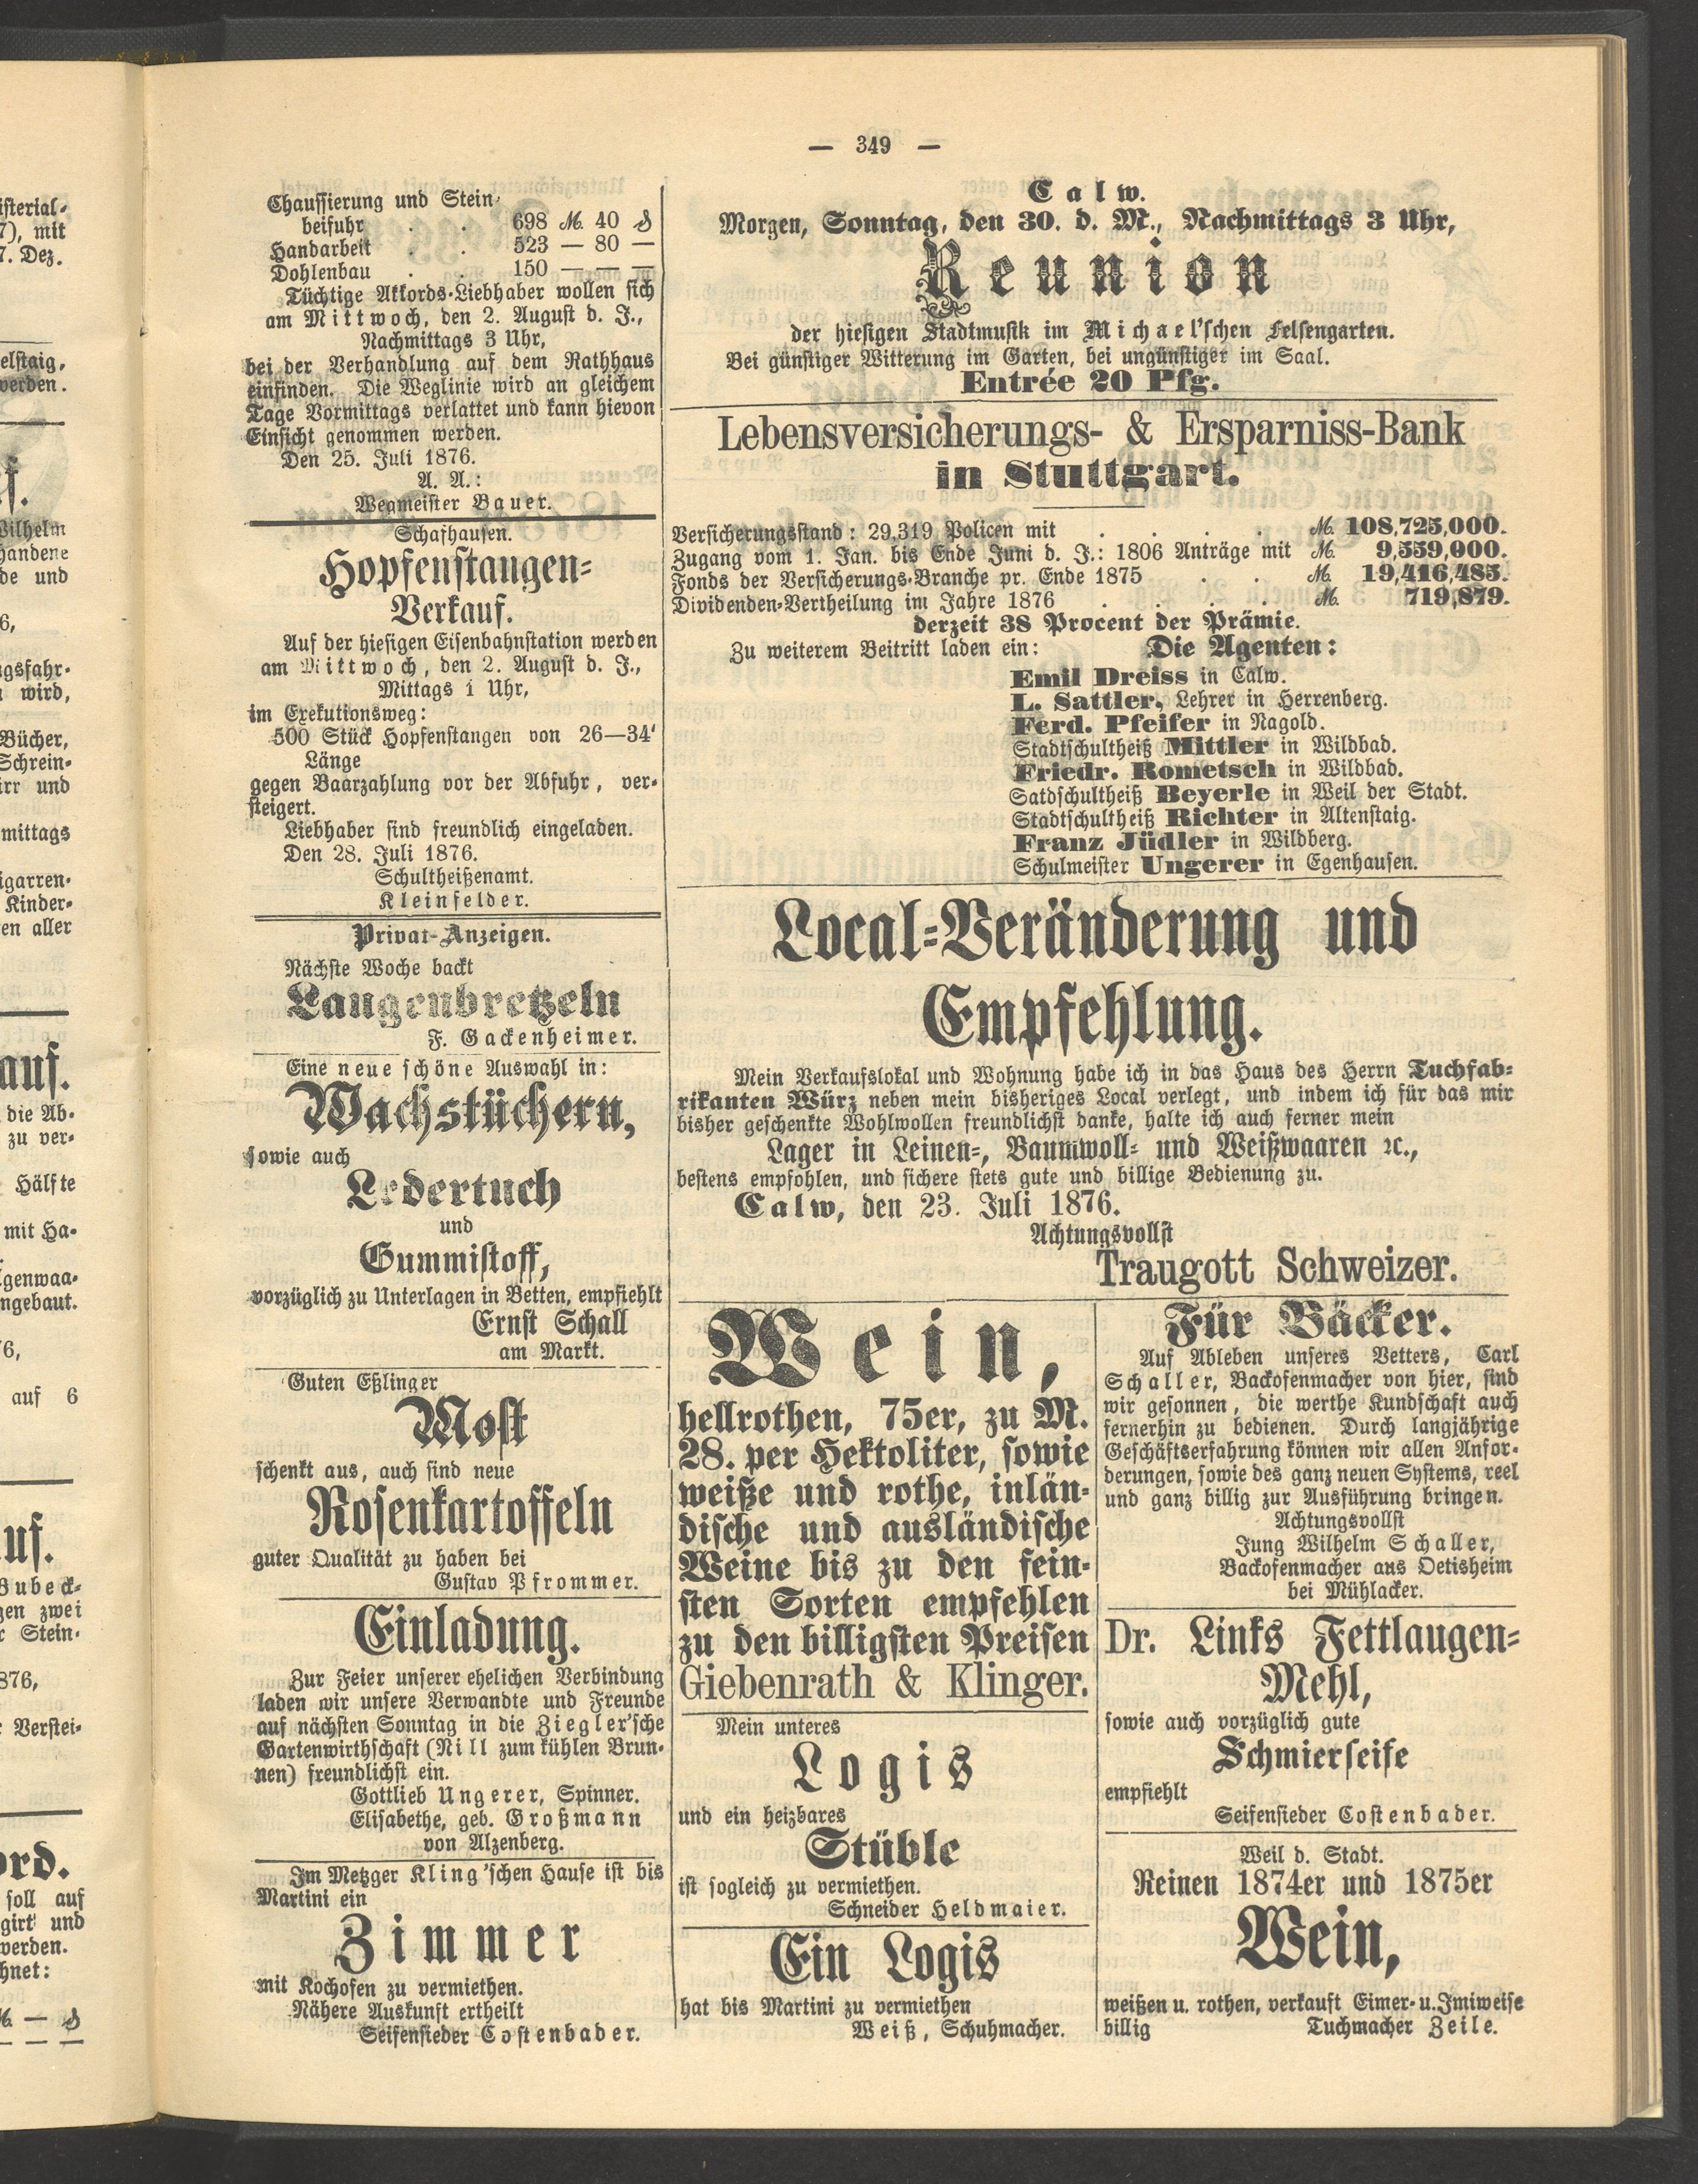 — 349 —
Chaussierung und Stein-
beifuhr . . 698 M. 40 ₰
Handarbeit . . 523 — 80 —
Dohlenbau . . 150 — — —
Tüchtige Akkords-Liebhaber wollen sich
am Mittwoch, den 2. August d. J.,
Nachmittags 3 Uhr,
bei der Verhandlung auf dem Rathhaus
einfinden. Die Weglinie wird an gleichem
Tage Vormittags verlattet und kann hievon
Einsicht genommen werden.
Den 25. Juli 1876.
A. A.:
Wegmeister Bauer.
Schafhausen.
Hopfenstangen-
Verkauf.
Auf der hiesigen Eisenbahnstation werden
am Mittwoch, den 2. August d. J.,
Mittags 1 Uhr,
im Exekutionsweg:
500 Stück Hopfenstangen von 26—34'
Länge
gegen Baarzahlung vor der Abfuhr, ver-
steigert.
Liebhaber sind freundlich eingeladen.
Den 28. Juli 1876.
Schultheißenamt.
Kleinfelder.
Privat-Anzeigen.
Nächste Woche backt
Laugenbretzeln
F. Gackenheimer.
Eine neue schöne Auswahl in:
Wachstüchern,
sowie auch
Ledertuch
und
Gummistoff,
vorzüglich zu Unterlagen in Betten, empfiehlt
Ernst Schall
am Markt.
Guten Eßlinger
Most
schenkt aus, auch sind neue
Rosenkartoffeln
guter Qualität zu haben bei
Gustav Pfrommer.
Einladung.
Zur Feier unserer ehelichen Verbindung
laden wir unsere Verwandte und Freunde
auf nächsten Sonntag in die Ziegler'sche
Gartenwirthschaft (Nill zum kühlen Brun-
nen) freundlichst ein.
Gottlieb Ungerer, Spinner.
Elisabethe, geb. Großmann
von Alzenberg.
Im Metzger Kling'schen Hause ist bis
Martini ein
Zimmer
mit Kochofen zu vermiethen.
Nähere Auskunft ertheilt
Seifensieder Costenbader.
Calw.
Morgen, Sonntag, den 30. d. M., Nachmittags 3 Uhr,
Reunion
der hiesigen Stadtmusik im Michael'schen Felsengarten.
Bei günstiger Witterung im Garten, bei ungünstiger im Saal.
Entrée 20 Pfg.
Lebensversicherungs- & Ersparniss-Bank
in Stuttgart.
Versicherungsstand: 29,319 Policen mit . . . . M. 108,725,000.
Zugang vom 1. Jan. bis Ende Juni d. J.: 1806 Anträge mit M. 9,559,000.
Fonds der Versicherungs-Branche pr. Ende 1875 . . M. 19,416,485.
Dividenden-Vertheilung im Jahre 1876 . . . . M. 719,879.
derzeit 38 Procent der Prämie.
Zu weiterem Beitritt laden ein: Die Agenten:
Emil Dreiss in Calw.
L. Sattler, Lehrer in Herrenberg.
Ferd. Pfeifer in Nagold.
Stadtschultheiß Mittler in Wildbad.
Friedr. Rometsch in Wildbad.
Satdschultheiß Beyerle in Weil der Stadt.
Stadtschultheiß Richter in Altenstaig.
Franz Jüdler in Wildberg.
Schulmeister Ungerer in Egenhausen.
Local-Veränderung und
Empfehlung.
Mein Verkaufslokal und Wohnung habe ich in das Haus des Herrn Tuchfab-
rikanten Würz neben mein bisheriges Local verlegt, und indem ich für das mir
bisher geschenkte Wohlwollen freundlichst danke, halte ich auch ferner mein
Lager in Leinen-, Baumwoll- und Weißwaaren ꝛc.,
bestens empfohlen, und sichere stets gute und billige Bedienung zu.
Calw, den 23. Juli 1876.
Achtungsvollst
Traugott Schweizer.
Wein,
hellrothen, 75er, zu M.
28. per Hektoliter, sowie
weiße und rothe, inlän-
dische und ausländische
Weine bis zu den fein-
sten Sorten empfehlen
zu den billigsten Preisen
Giebenrath & Klinger.
Mein unteres
Logis
und ein heizbares
Stüble
ist sogleich zu vermiethen.
Schneider Heldmaier.
Ein Logis
hat bis Martini zu vermiethen
Weiß, Schuhmacher.
Für Bäcker.
Auf Ableben unseres Vetters, Carl
Schaller, Backofenmacher von hier, sind
wir gesonnen, die werthe Kundschaft auch
fernerhin zu bedienen. Durch langjährige
Geschäftserfahrung können wir allen Anfor-
derungen, sowie des ganz neuen Systems, reel
und ganz billig zur Ausführung bringen.
Achtungsvollst
Jung Wilhelm Schaller,
Backofenmacher aus Oetisheim
bei Mühlacker.
Dr. Links Fettlaugen-
Mehl,
sowie auch vorzüglich gute
Schmierseife
empfiehlt
Seifensieder Costenbader.
Weil d. Stadt.
Reinen 1874er und 1875er
Wein,
weißen u. rothen, verkauft Eimer- u. Imiweise
billig Tuchmacher Zeile.